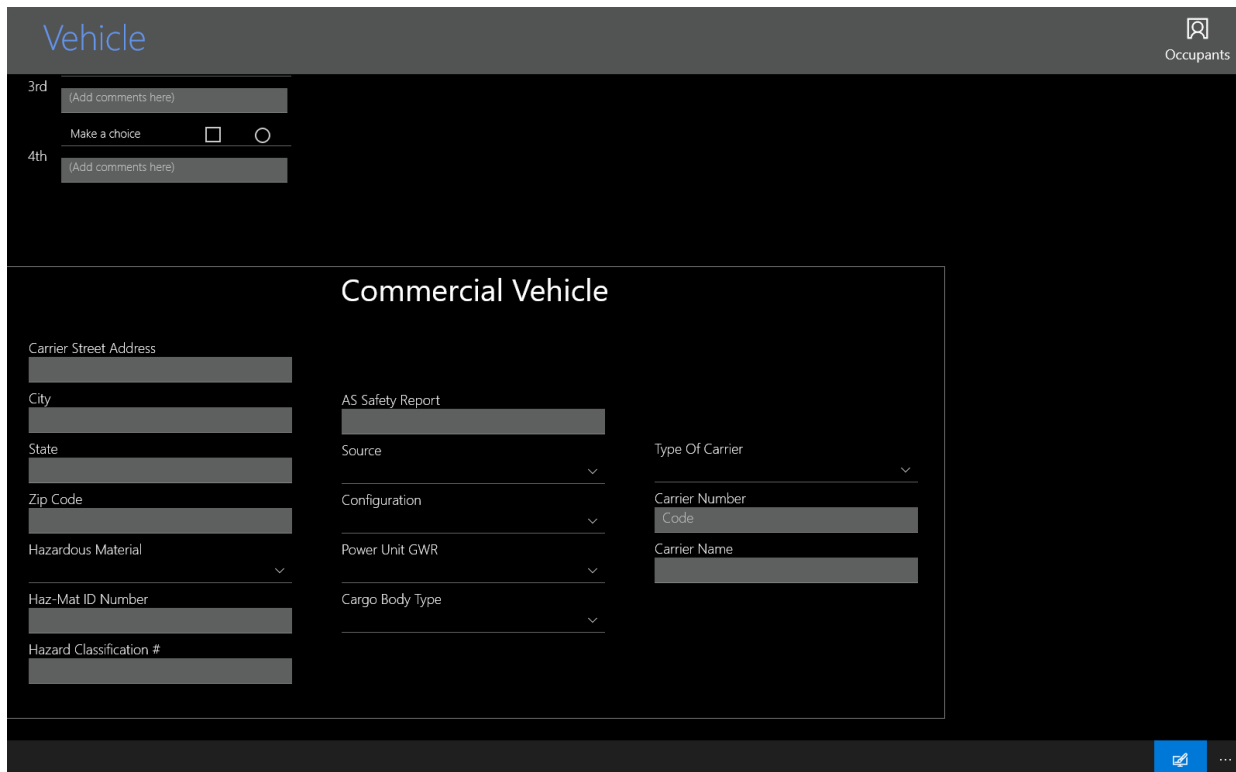 Vehicle
Occupants
3rd
(Add comments here)
Make a choice
4th
(Add comments here)
Commercial Vehicle
Carrier Street Address
City
State
Zip Code
Hazardous Material
Haz-Mat ID Number
Hazard Classification #
AS Safety Report
Source
Configuration
Power Unit GWR
Cargo Body Type
Type Of Carrier
Carrier Number
Code
Carrier Name